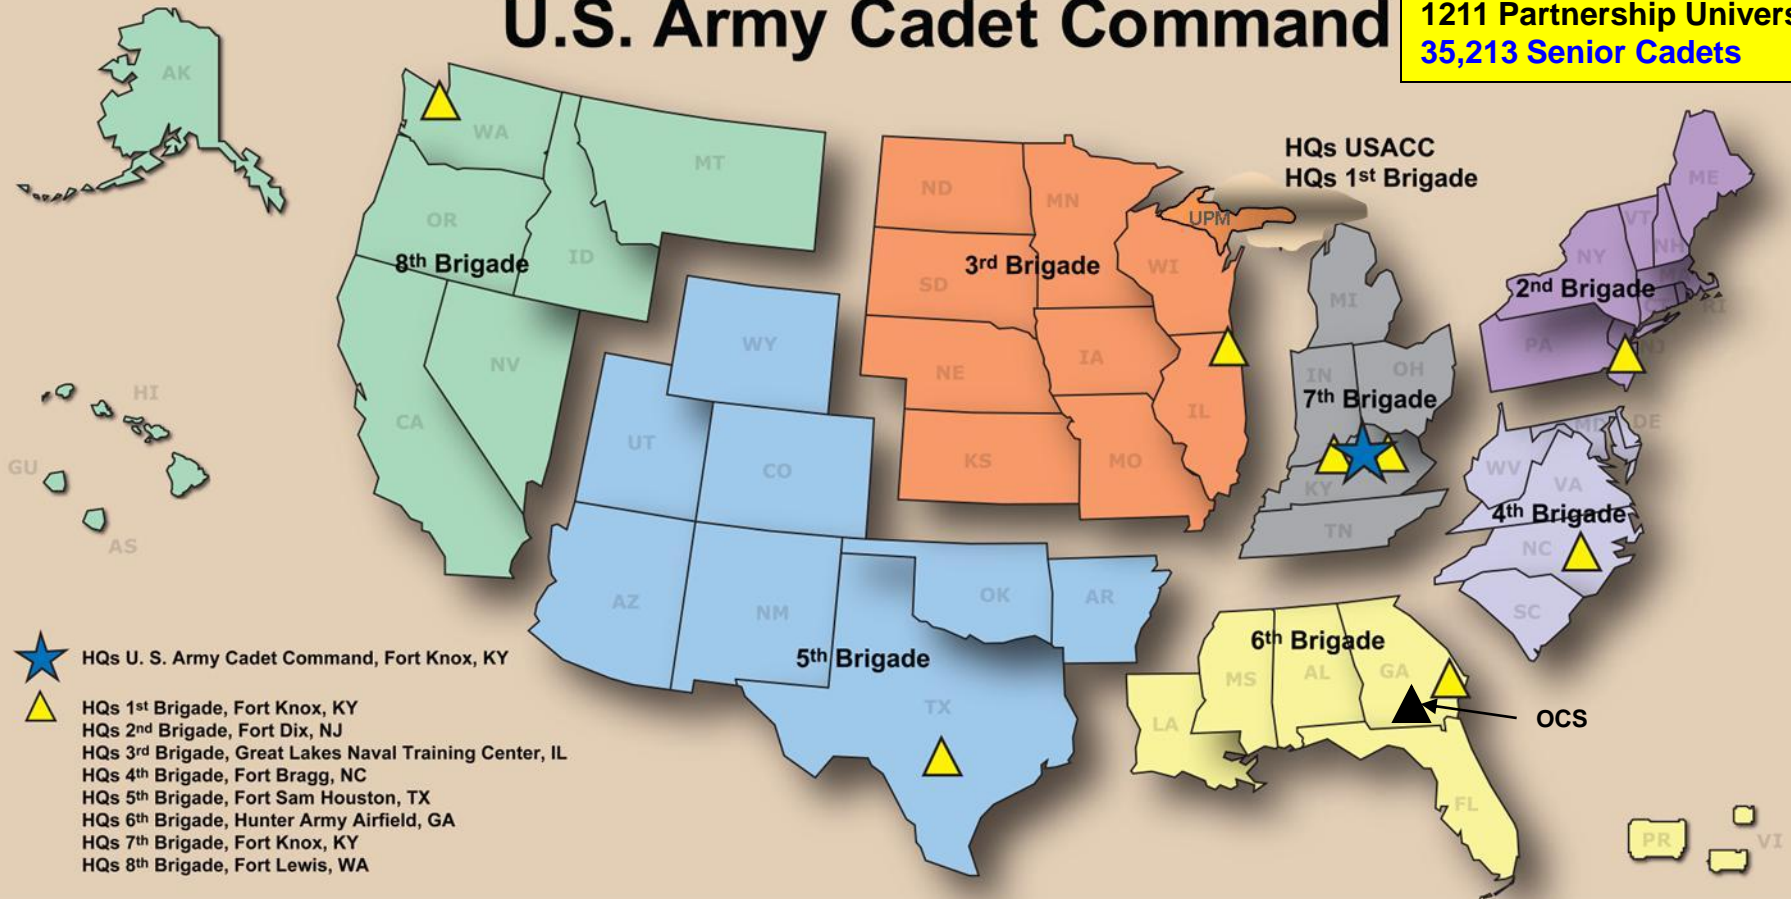 U.S. Army Cadet Command
1211 Partnership Univers
35,213 Senior Cadets
HQs USACC
HQs 1st Brigade
AK
WA
MT
OR
ID
8th Brigade
NV
CA
HI
GU
AS
WY
UT
CO
AZ
NM
OK
AR
TX
5th Brigade
ND
MN
UPM
SD
3rd Brigade
WI
NE
IA
IL
KS
MO
MI
IN
OH
7th Brigade
KY
TN
ME
VT
NH
NY
MA
2nd Brigade
CT
RI
PA
NJ
MD
DE
WV
VA
4th Brigade
NC
SC
6th Brigade
MS
AL
GA
LA
OCS
FL
PR
VI
HQs U. S. Army Cadet Command, Fort Knox, KY
HQs 1st Brigade, Fort Knox, KY
HQs 2nd Brigade, Fort Dix, NJ
HQs 3rd Brigade, Great Lakes Naval Training Center, IL
HQs 4th Brigade, Fort Bragg, NC
HQs 5th Brigade, Fort Sam Houston, TX
HQs 6th Brigade, Hunter Army Airfield, GA
HQs 7th Brigade, Fort Knox, KY
HQs 8th Brigade, Fort Lewis, WA